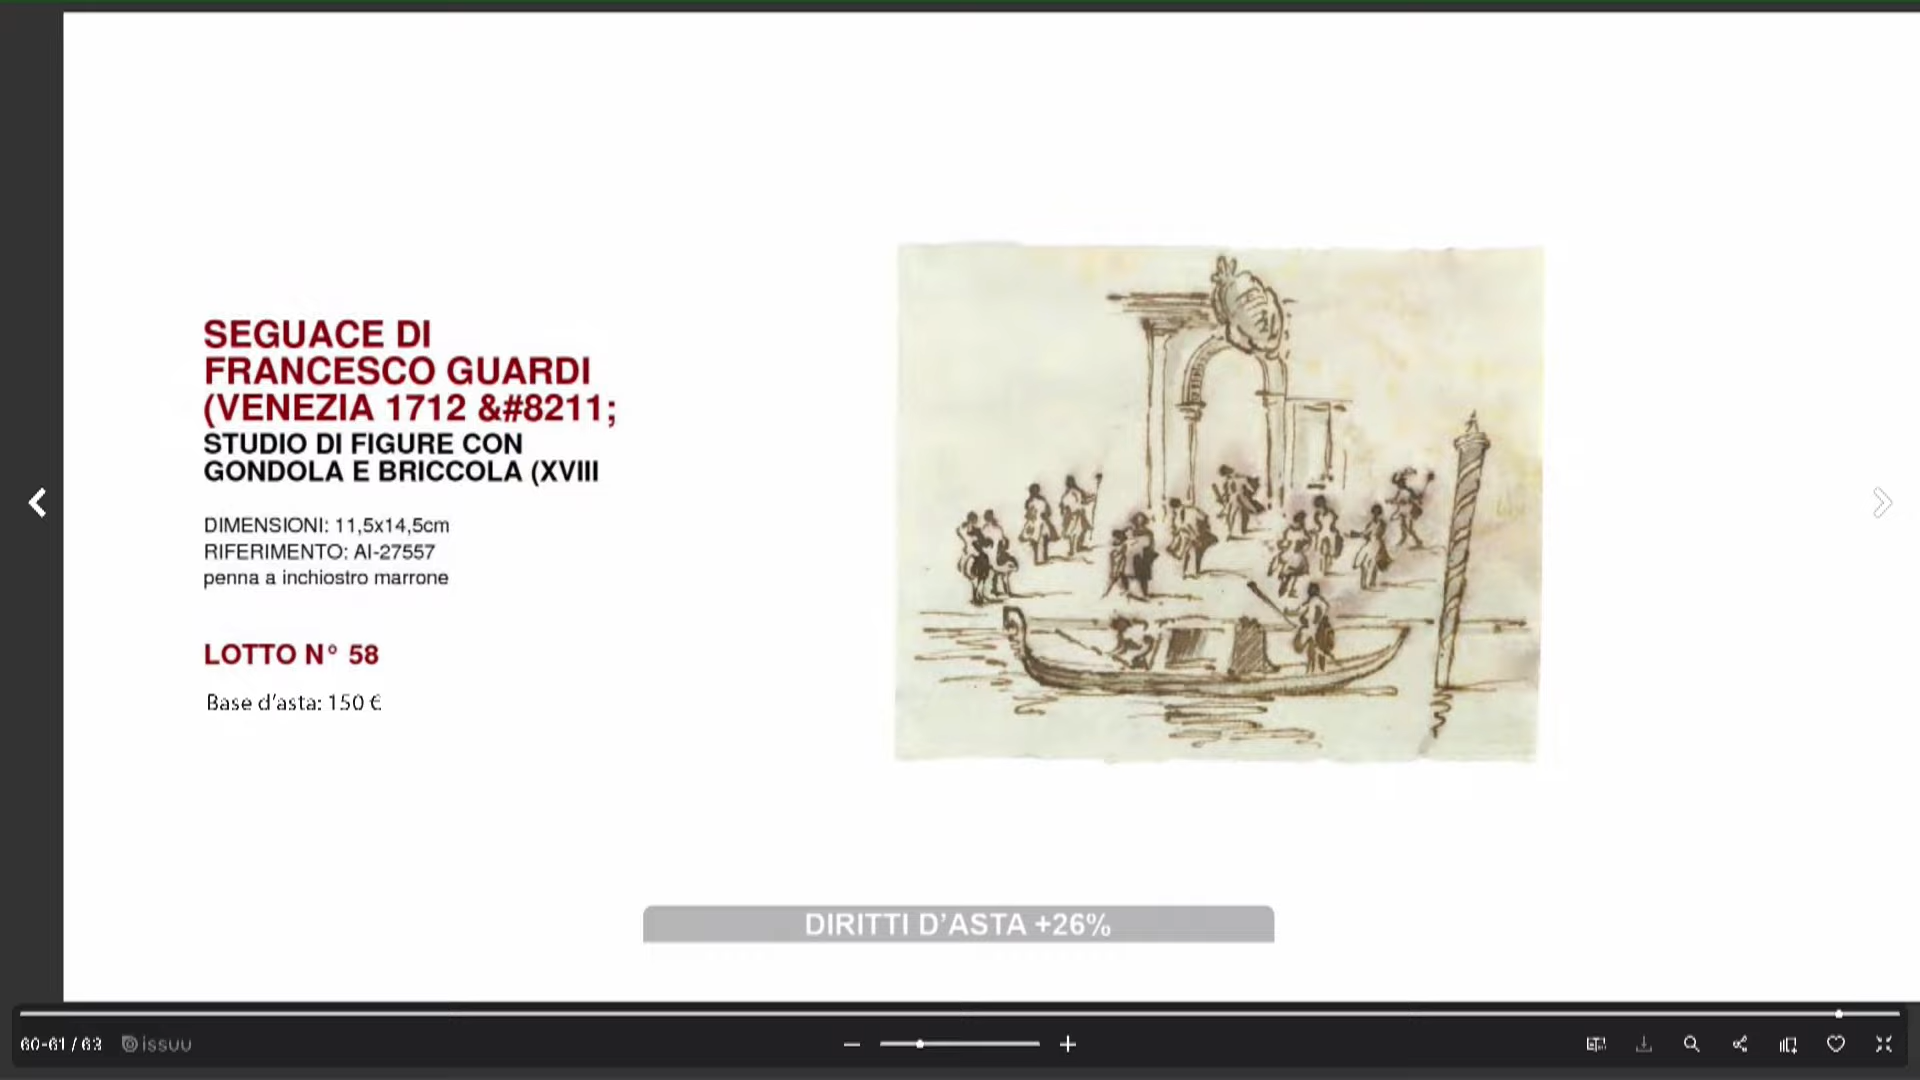 SEGUACE DI
FRANCESCO GUARDI
(VENEZIA 1712 &#8211;
STUDIO DI FIGURE CON
GONDOLA E BRICCOLA (XVIII
DIMENSIONI: 11,5x14,5cm
RIFERIMENTO: AI-27557
penna a inchiostro marrone
LOTTO N° 58
Base d'asta: 150 €
DIRITTI D'ASTA +26%
60-61 / 63 issuu